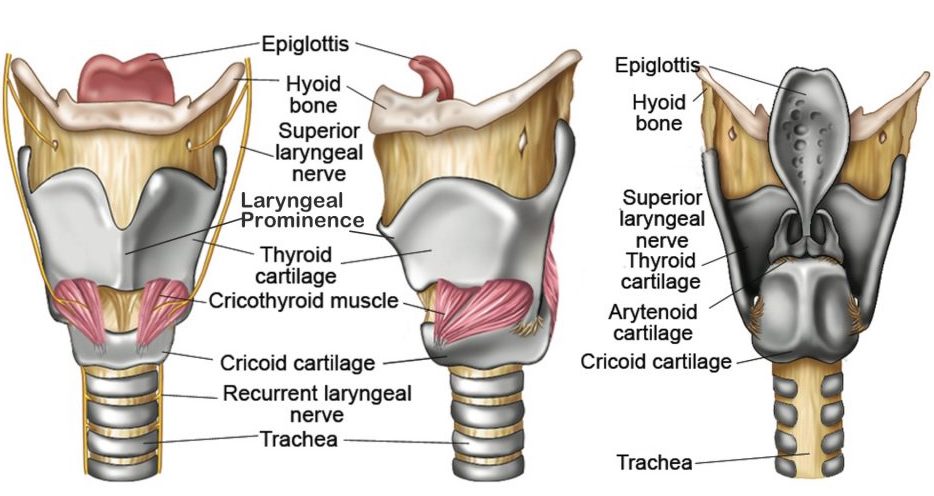 Epiglottis
Hyoid
bone
Superior
laryngeal
nerve
Laryngeal
Prominence
Thyroid
cartilage
Cricothyroid muscle
Cricoid cartilage
Recurrent laryngeal
nerve
Trachea
Epiglottis
Hyoid
bone
Superior
laryngeal
nerve
Thyroid
cartilage
Arytenoid
cartilage
Cricoid cartilage
Trachea